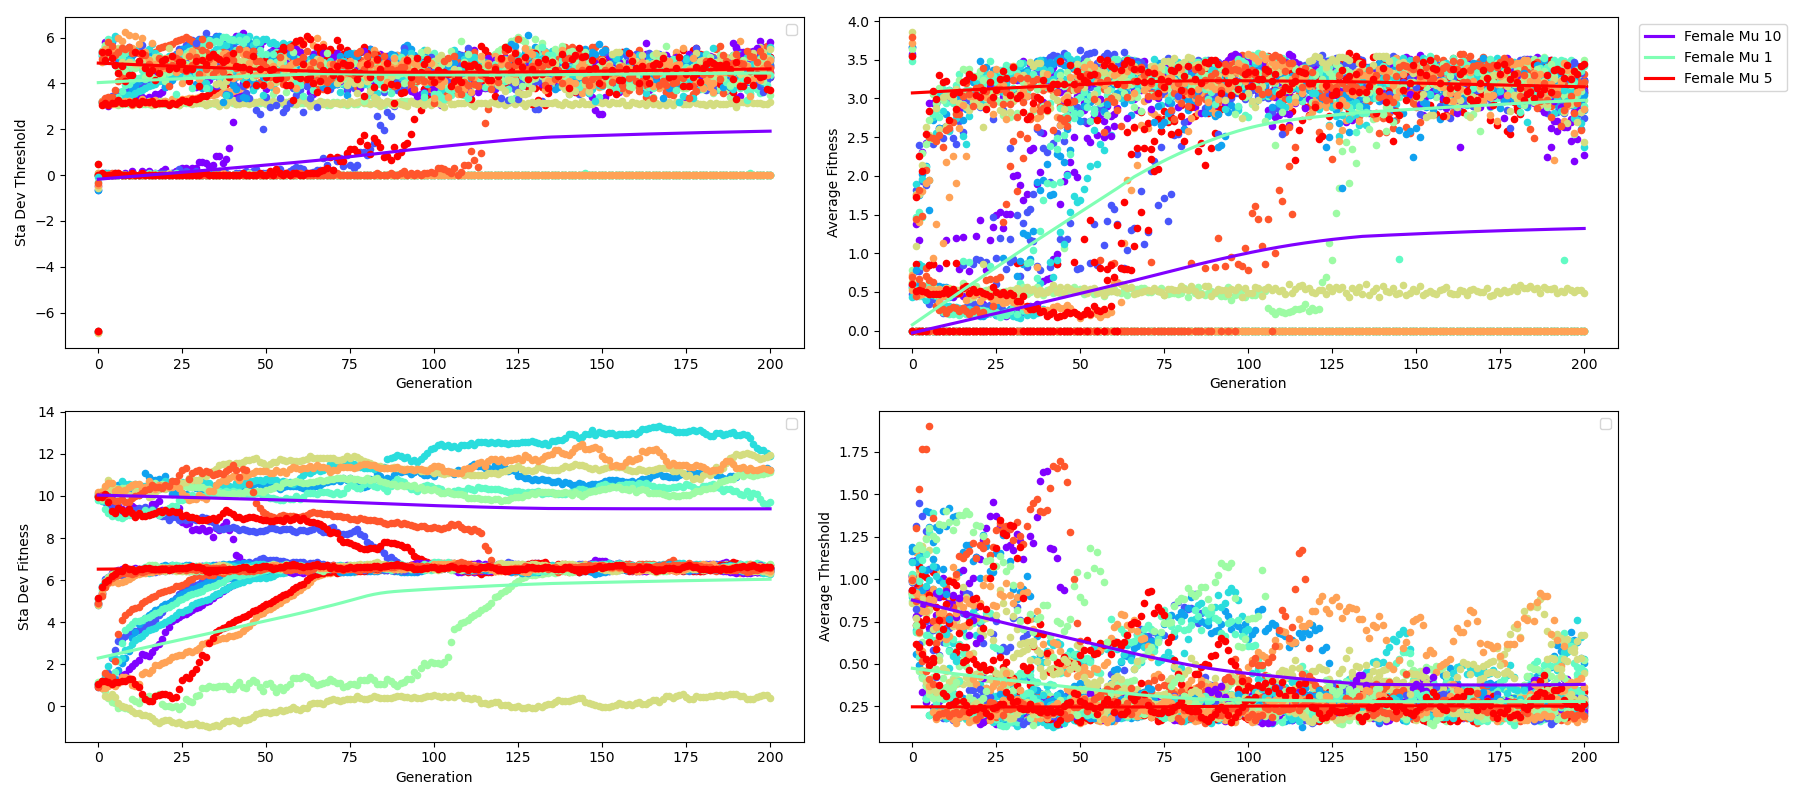 6
4
2
0
−2
−4
−6
Sta Dev Threshold
0 25 50 75 100 125 150 175 200
Generation
4.0
3.5
3.0
2.5
2.0
1.5
1.0
0.5
0.0
Average Fitness
0 25 50 75 100 125 150 175 200
Generation
Female Mu 10
Female Mu 1
Female Mu 5
14
12
10
8
6
4
2
0
Sta Dev Fitness
0 25 50 75 100 125 150 175 200
Generation
1.75
1.50
1.25
1.00
0.75
0.50
0.25
Average Threshold
0 25 50 75 100 125 150 175 200
Generation